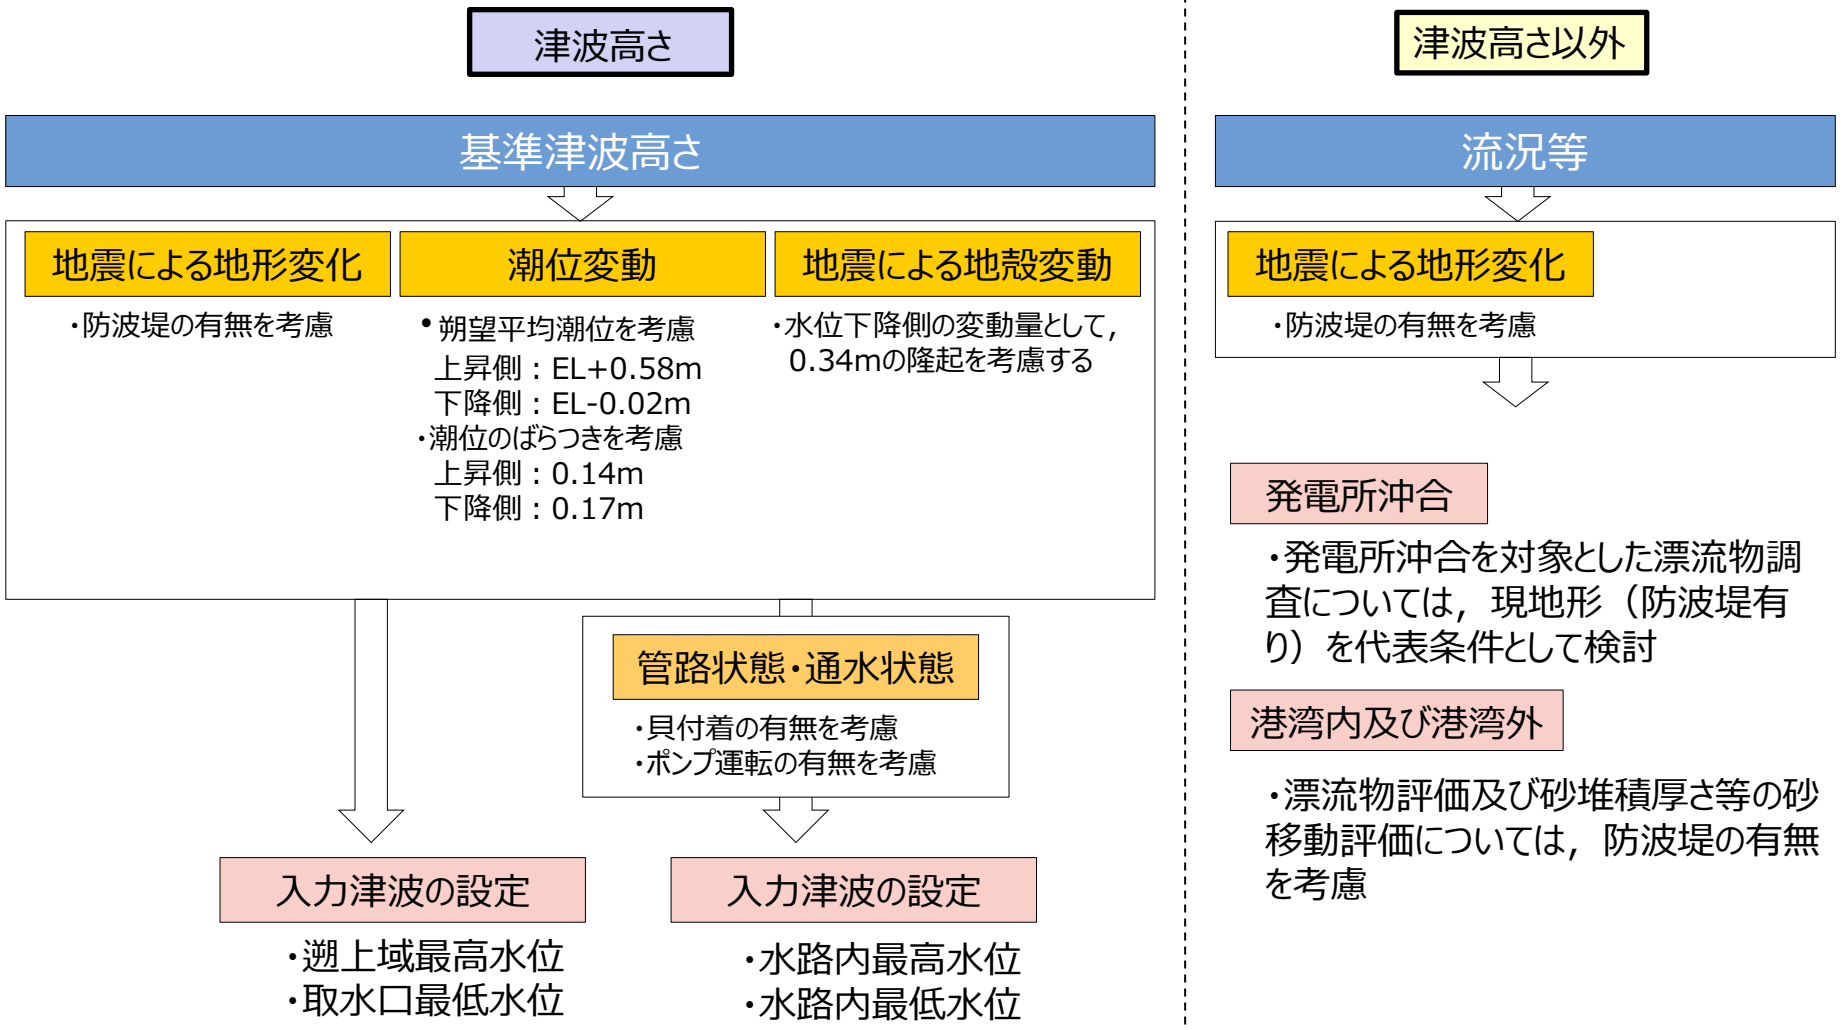 津波高さ
基準津波高さ
地震による地形変化
・防波堤の有無を考慮
潮位変動
・朔望平均潮位を考慮
上昇側：EL+0.58m
下降側：EL-0.02m
・潮位のばらつきを考慮
上昇側：0.14m
下降側：0.17m
地震による地殻変動
・水位下降側の変動量として，
0.34mの隆起を考慮する
管路状態・通水状態
・貝付着の有無を考慮
・ポンプ運転の有無を考慮
入力津波の設定
・遡上域最高水位
・取水口最低水位
入力津波の設定
・水路内最高水位
・水路内最低水位
津波高さ以外
流況等
地震による地形変化
・防波堤の有無を考慮
発電所沖合
・発電所沖合を対象とした漂流物調
査については，現地形（防波堤有
り）を代表条件として検討
港湾内及び港湾外
・漂流物評価及び砂堆積厚さ等の砂
移動評価については，防波堤の有無
を考慮